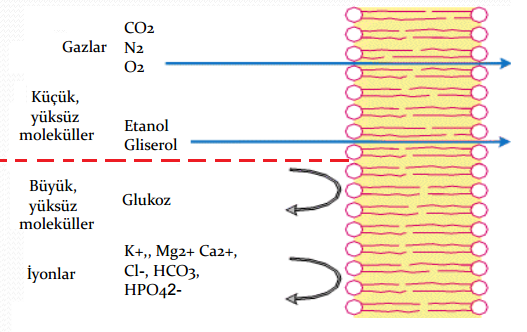 Gazlar
CO2
N2
O2
Küçük,
yüksüz
moleküller
Etanol
Gliserol
Büyük,
yüksüz
moleküller
Glukoz
İyonlar
K+,, Mg2+ Ca2+,
Cl-, HCO3,
HPO42-